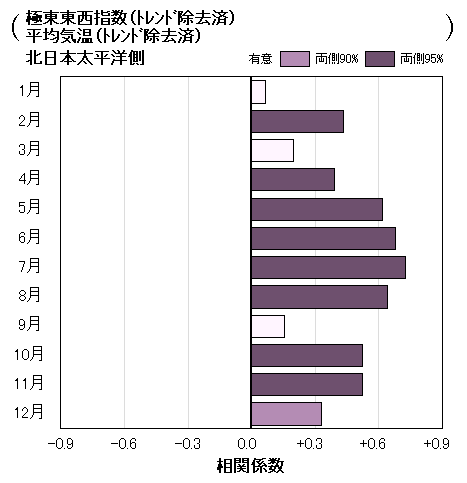 極東東西指数(ﾄﾚﾝﾄﾞ除去済)
平均気温(ﾄﾚﾝﾄﾞ除去済)
北日本太平洋側
有意 両側90% 両側95%
1月
2月
3月
4月
5月
6月
7月
8月
9月
10月
11月
12月
-0.9 -0.6 -0.3 0.0 +0.3 +0.6 +0.9
相関係数